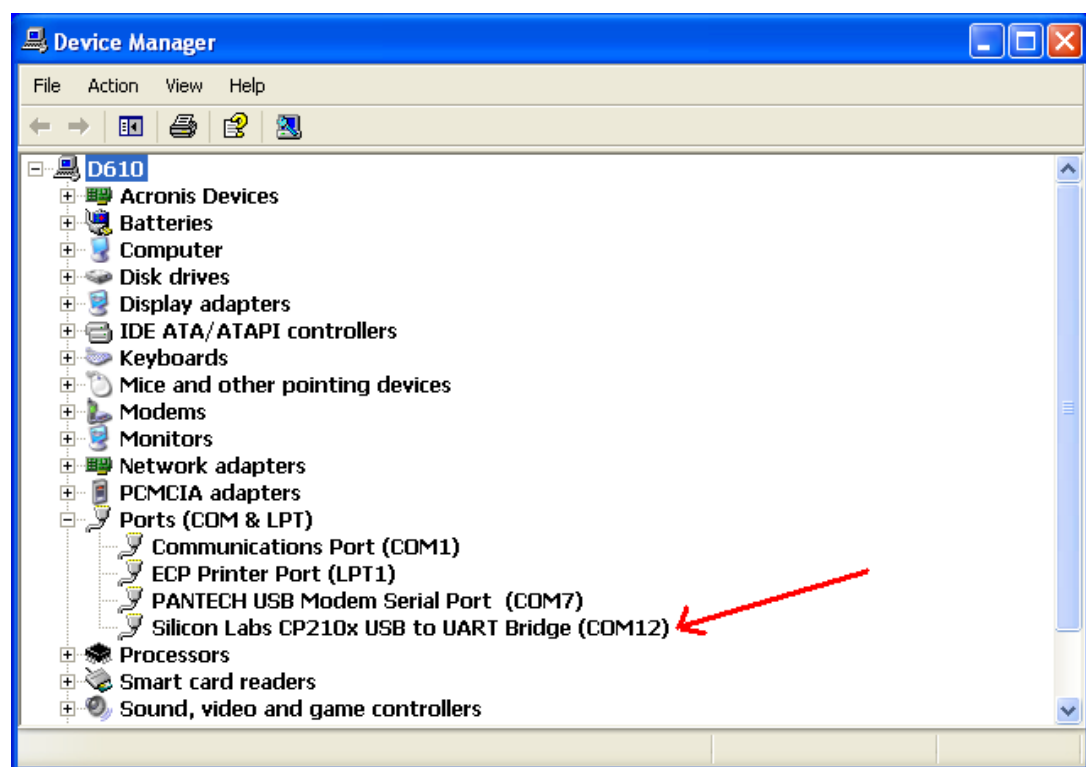 Device Manager
File Action View Help
D610
Acronis Devices
Batteries
Computer
Disk drives
Display adapters
IDE ATA/ATAPI controllers
Keyboards
Mice and other pointing devices
Modems
Monitors
Network adapters
PCMCIA adapters
Ports (COM & LPT)
Communications Port (COM1)
ECP Printer Port (LPT1)
PANTECH USB Modem Serial Port (COM7)
Silicon Labs CP210x USB to UART Bridge (COM12)
Processors
Smart card readers
Sound, video and game controllers